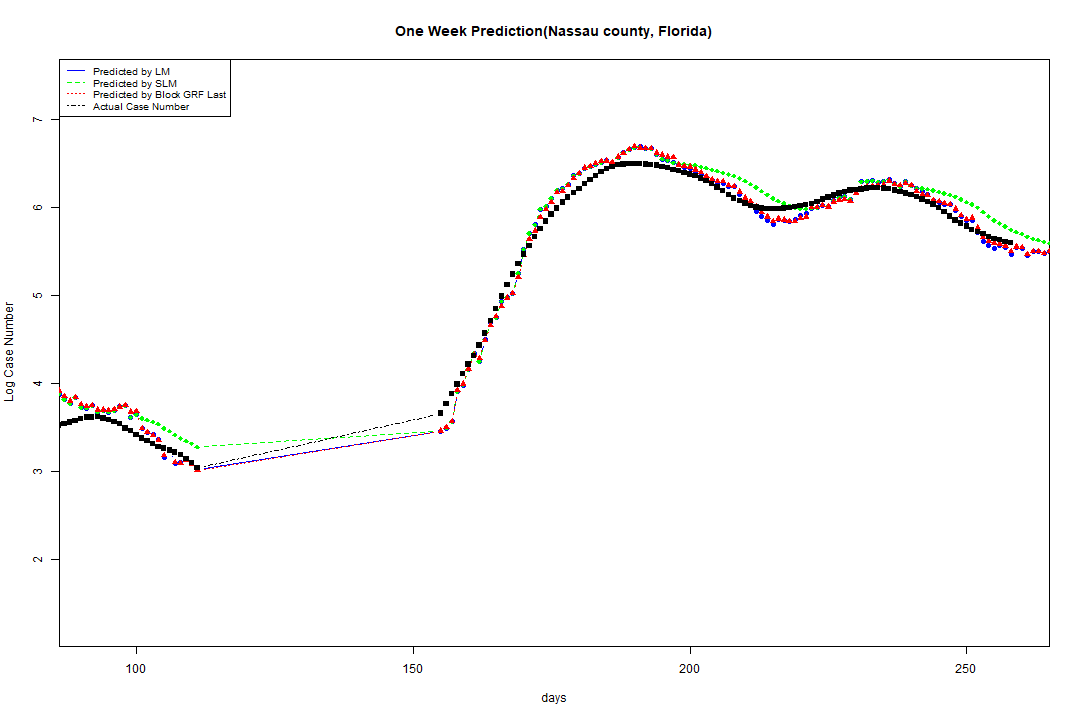 One Week Prediction(Nassau county, Florida)
Predicted by LM
Predicted by SLM
Predicted by Block GRF Last
Actual Case Number
7
6
5
4
3
2
Log Case Number
100 150 200 250
days